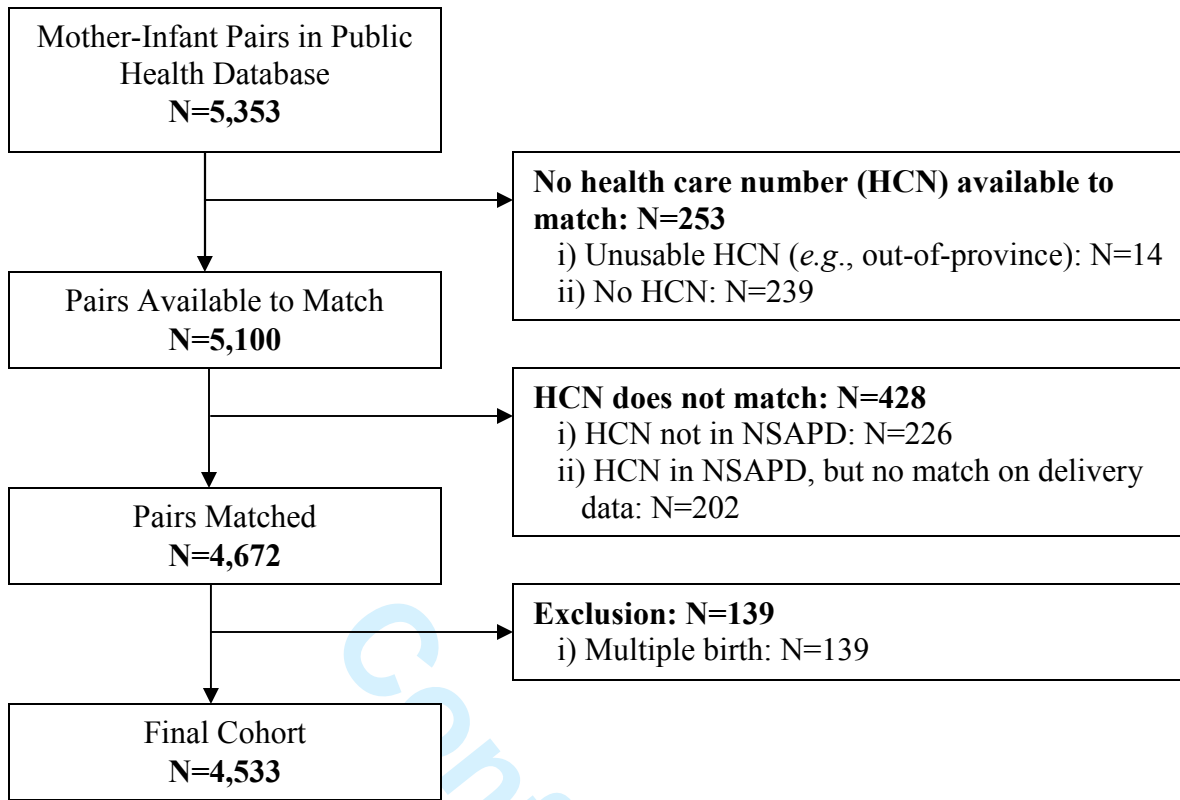 Mother-Infant Pairs in Public
Health Database
N=5,353
No health care number (HCN) available to
match: N=253
i) Unusable HCN (e.g., out-of-province): N=14
ii) No HCN: N=239
Pairs Available to Match
N=5,100
HCN does not match: N=428
i) HCN not in NSAPD: N=226
ii) HCN in NSAPD, but no match on delivery
data: N=202
Pairs Matched
N=4,672
Exclusion: N=139
i) Multiple birth: N=139
Final Cohort
N=4,533